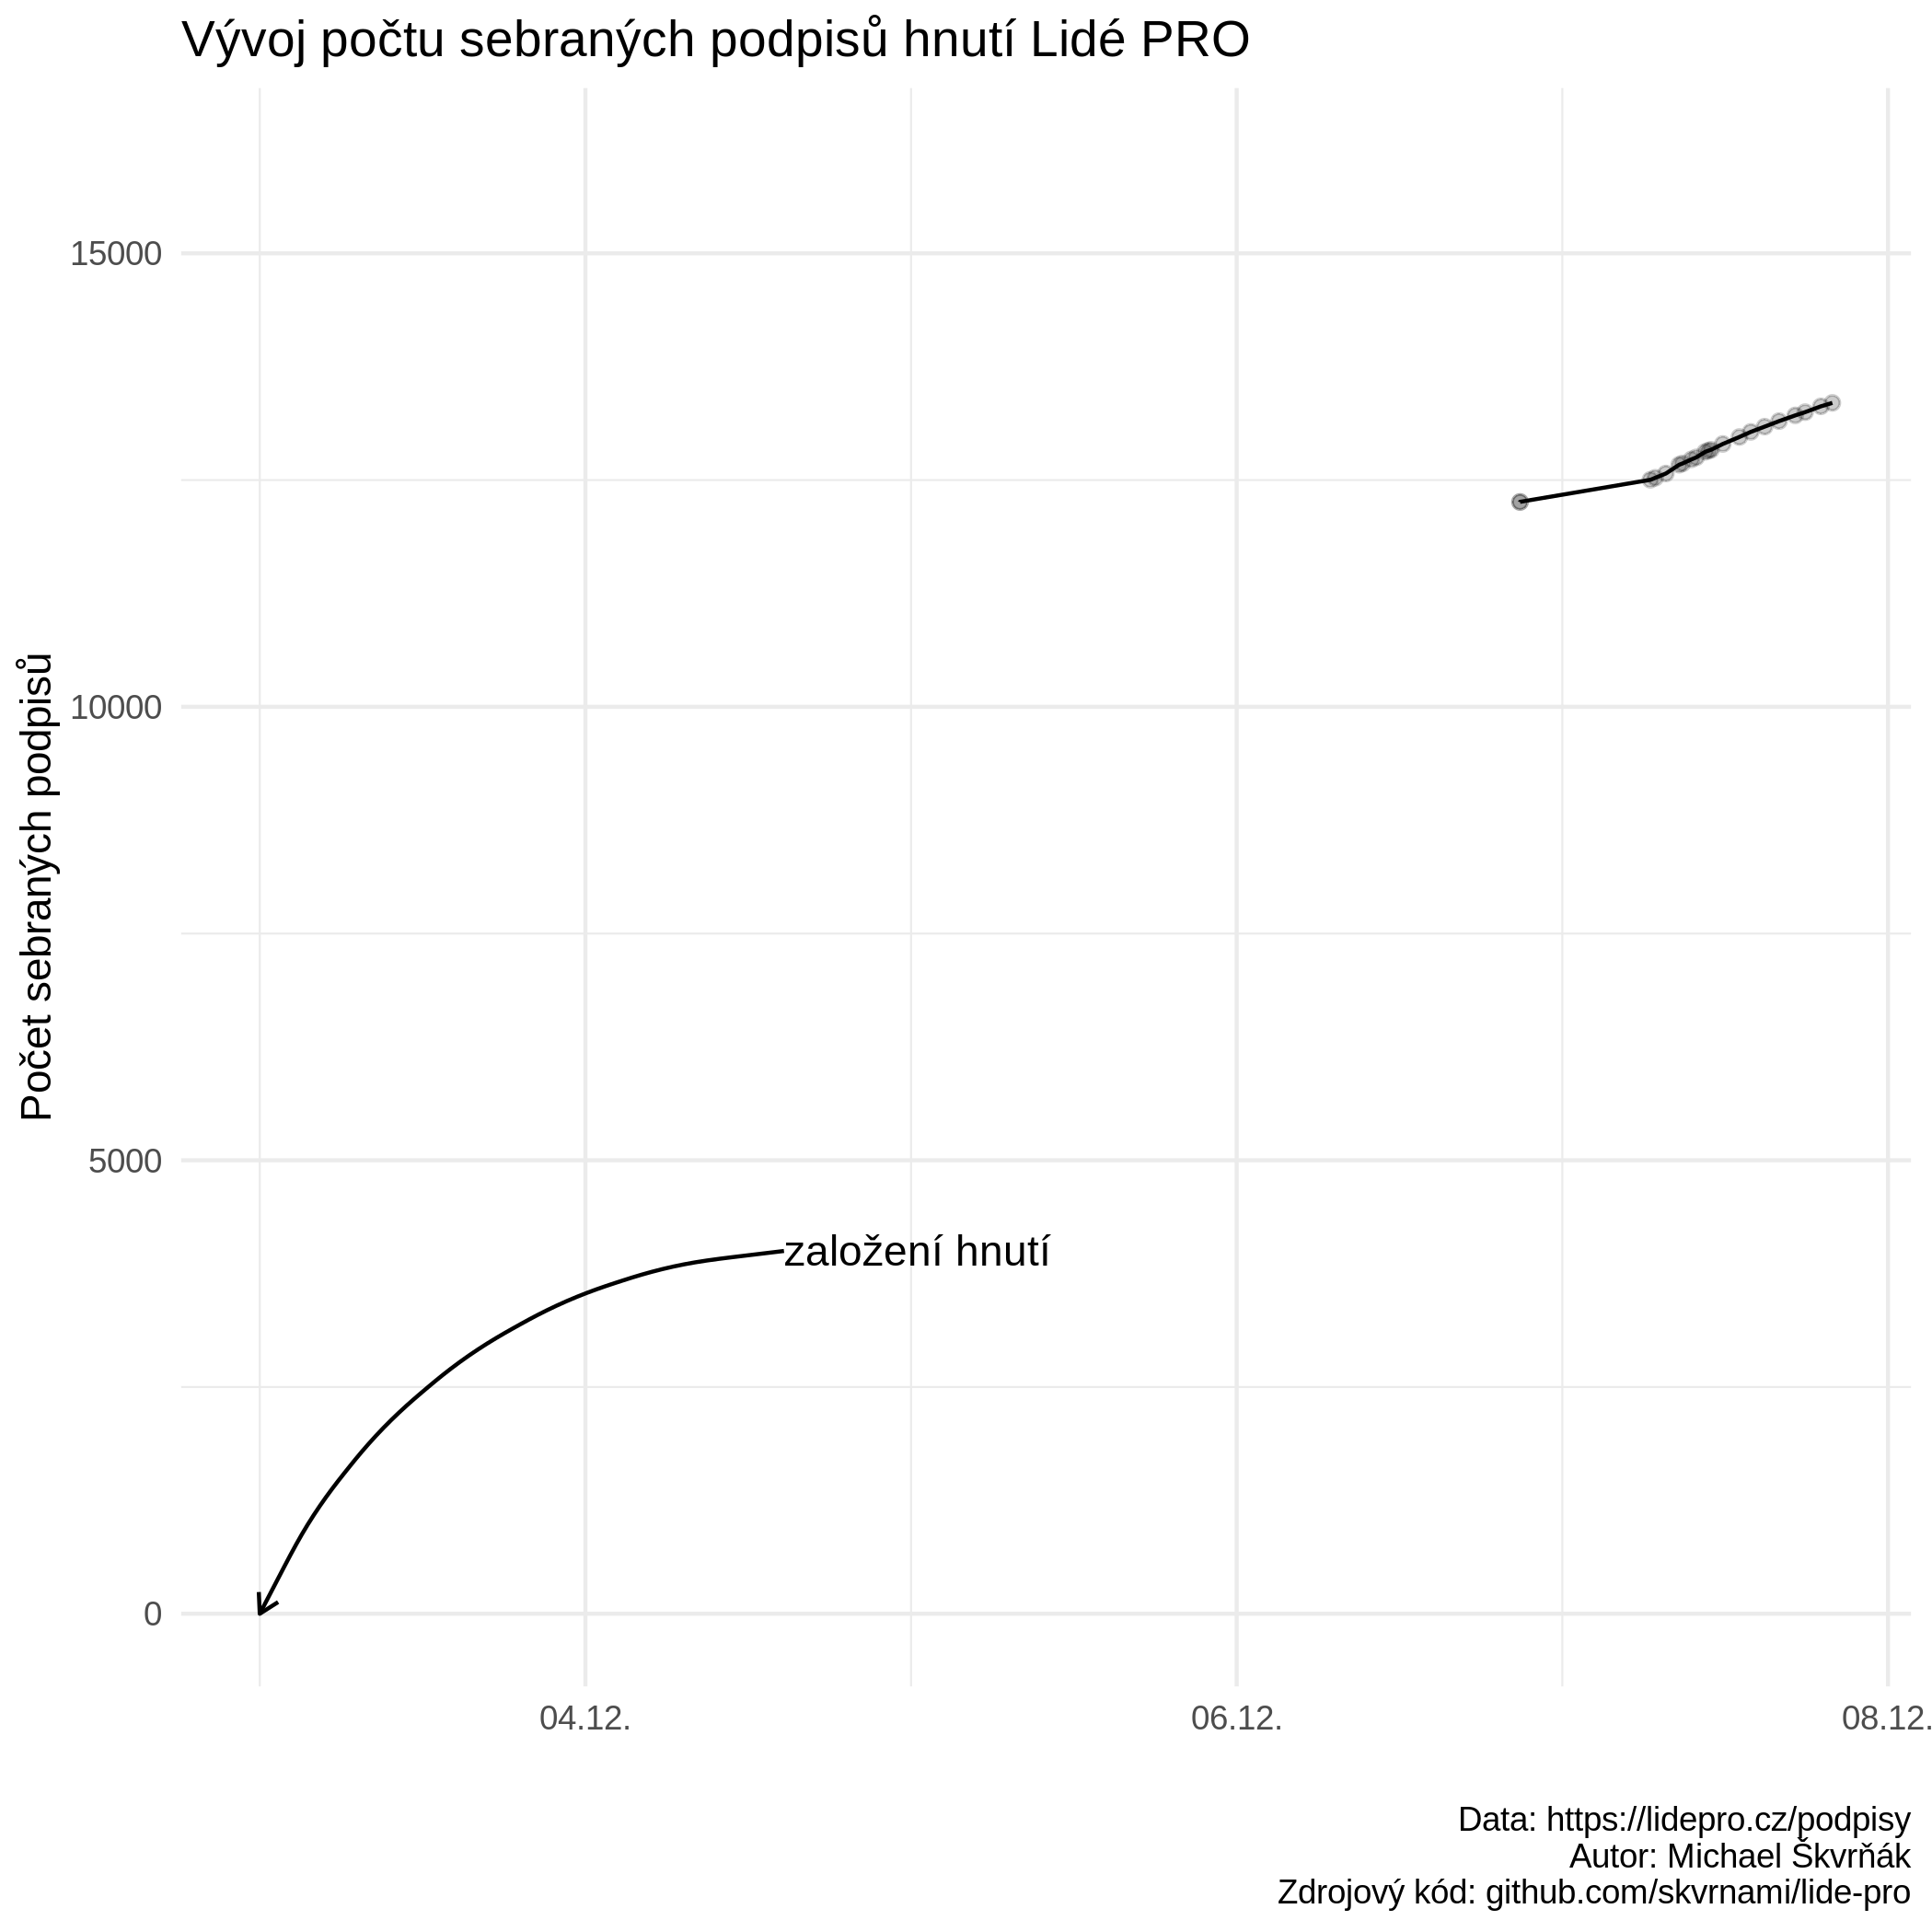 Vývoj počtu sebraných podpisů hnutí Lidé PRO
Počet sebraných podpisů
15000
10000
5000
0
založení hnutí
04.12.
06.12.
08.12.
Data: https://lidepro.cz/podpisy
Autor: Michael Škvrňák
Zdrojový kód: github.com/skvrnami/lide-pro